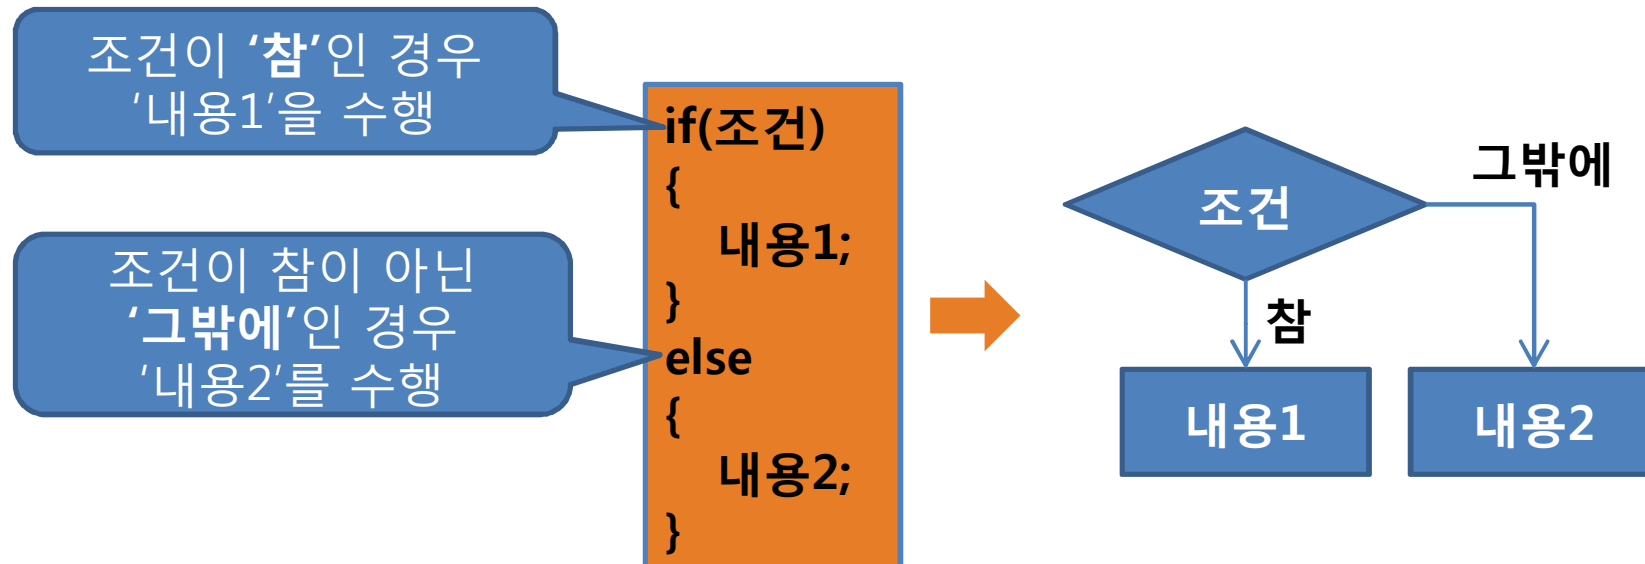 조건이 ‘참’인 경우
‘내용1’을 수행
조건이 참이 아닌
‘그밖에’인 경우
‘내용2’를 수행
if(조건)
{
내용1;
}
else
{
내용2;
}
조건
그밖에
참
내용1
내용2